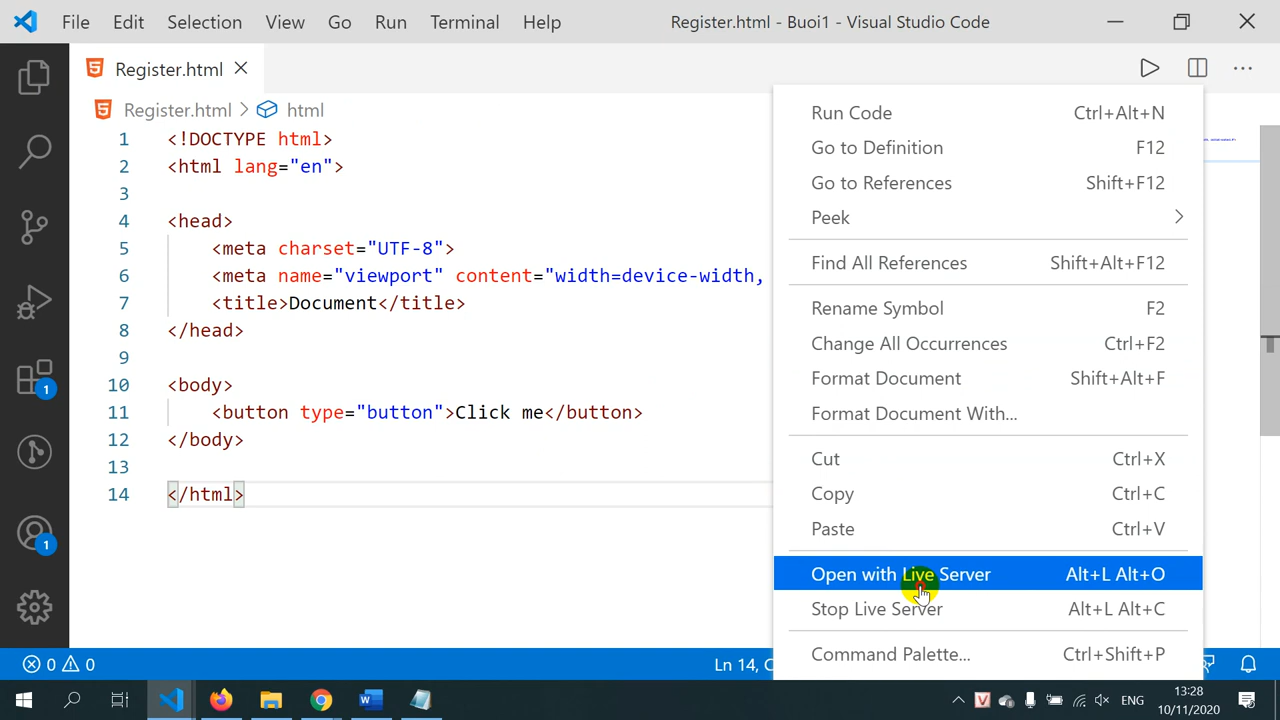 File Edit Selection View Go Run Terminal Help Register.html - Buoi1 - Visual Studio Code
Register.html
Register.html > html
1 <!DOCTYPE html>
2 <html lang="en">
3
4 <head>
5 <meta charset="UTF-8">
6 <meta name="viewport" content="width=device-width,
7 <title>Document</title>
8 </head>
9
10 <body>
11 <button type="button">Click me</button>
12 </body>
13
14 </html>
Run Code Ctrl+Alt+N
Go to Definition F12
Go to References Shift+F12
Peek
Find All References Shift+Alt+F12
Rename Symbol F2
Change All Occurrences Ctrl+F2
Format Document Shift+Alt+F
Format Document With...
Cut Ctrl+X
Copy Ctrl+C
Paste Ctrl+V
Open with Live Server Alt+L Alt+O
Stop Live Server Alt+L Alt+C
Command Palette... Ctrl+Shift+P
1
1
0 0 Ln 14, C
ENG 13:28
10/11/2020